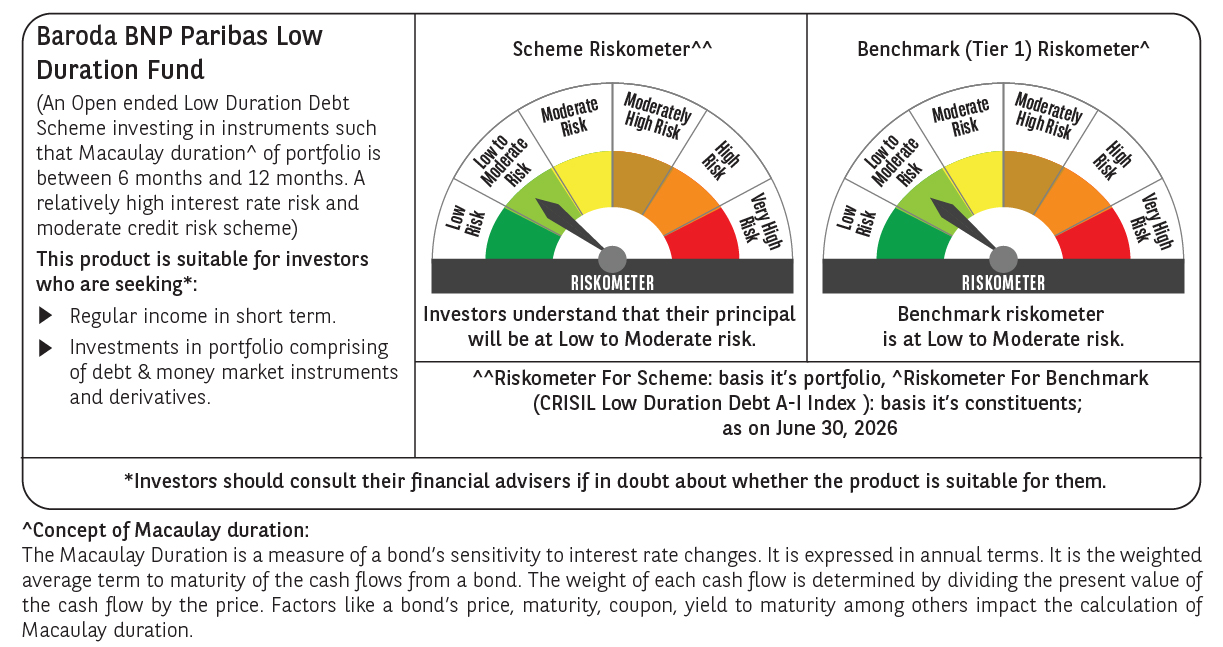 Baroda BNP Paribas Low
Duration Fund
(An Open ended Low Duration Debt
Scheme investing in instruments such
that Macaulay duration^ of portfolio is
between 6 months and 12 months. A
relatively high interest rate risk and
moderate credit risk scheme)
This product is suitable for investors
who are seeking*:
Regular income in short term.
Investments in portfolio comprising
of debt & money market instruments
and derivatives.
Scheme Riskometer^^
Low
Risk
Low to
Moderate
Risk
Moderate
Risk
Moderately
High Risk
High
Risk
Very High
Risk
RISKOMETER
Investors understand that their principal
will be at Low to Moderate risk.
Benchmark (Tier 1) Riskometer^
Low
Risk
Low to
Moderate
Risk
Moderate
Risk
Moderately
High Risk
High
Risk
Very High
Risk
RISKOMETER
Benchmark riskometer
is at Low to Moderate risk.
^^Riskometer For Scheme: basis it's portfolio, ^Riskometer For Benchmark
(CRISIL Low Duration Debt A-I Index ): basis it's constituents;
as on June 30, 2026
*Investors should consult their financial advisers if in doubt about whether the product is suitable for them.
^Concept of Macaulay duration:
The Macaulay Duration is a measure of a bond's sensitivity to interest rate changes. It is expressed in annual terms. It is the weighted
average term to maturity of the cash flows from a bond. The weight of each cash flow is determined by dividing the present value of
the cash flow by the price. Factors like a bond's price, maturity, coupon, yield to maturity among others impact the calculation of
Macaulay duration.